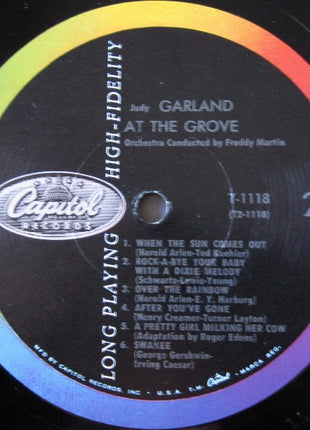 LONG PLAYING HIGH-FIDELITY
Judy GARLAND
AT THE GROVE
Orchestra Conducted by Freddy Martin
Capitol
RECORDS
T-1118
(T2-1118)
2
1. WHEN THE SUN COMES OUT
(Harold Arlen-Ted Koehler)
2. ROCK-A-BYE YOUR BABY
WITH A DIXIE MELODY
(Schwartz-Lewis-Young)
3. OVER THE RAINBOW
(Harold Arlen-E. Y. Harburg)
4. AFTER YOU'VE GONE
(Henry Creamer-Turner Layton)
5. A PRETTY GIRL MILKING HER COW
(Adaptation by Roger Edens)
6. SWANEE
(George Gershwin-
Irving Caesar)
MFD. BY CAPITOL RECORDS, INC. • U.S.A. T.M. Capitol MARCA REG.